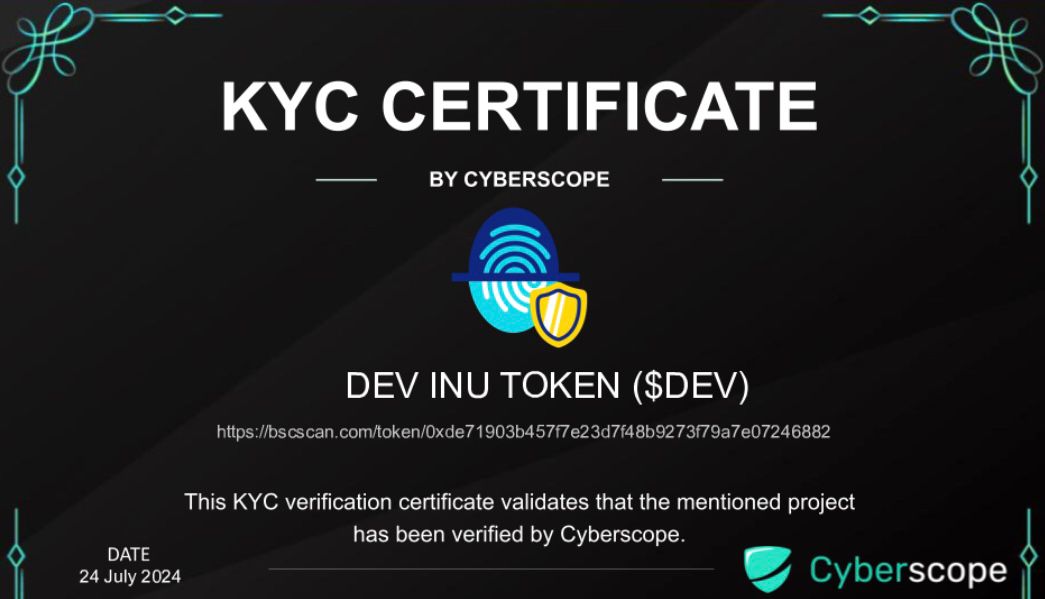 KYC CERTIFICATE
BY CYBERSCOPE
DEV INU TOKEN ($DEV)
https://bscscan.com/token/0xde71903b457f7e23d7f48b9273f79a7e07246882
This KYC verification certificate validates that the mentioned project
has been verified by Cyberscope.
DATE
24 July 2024
Cyberscope